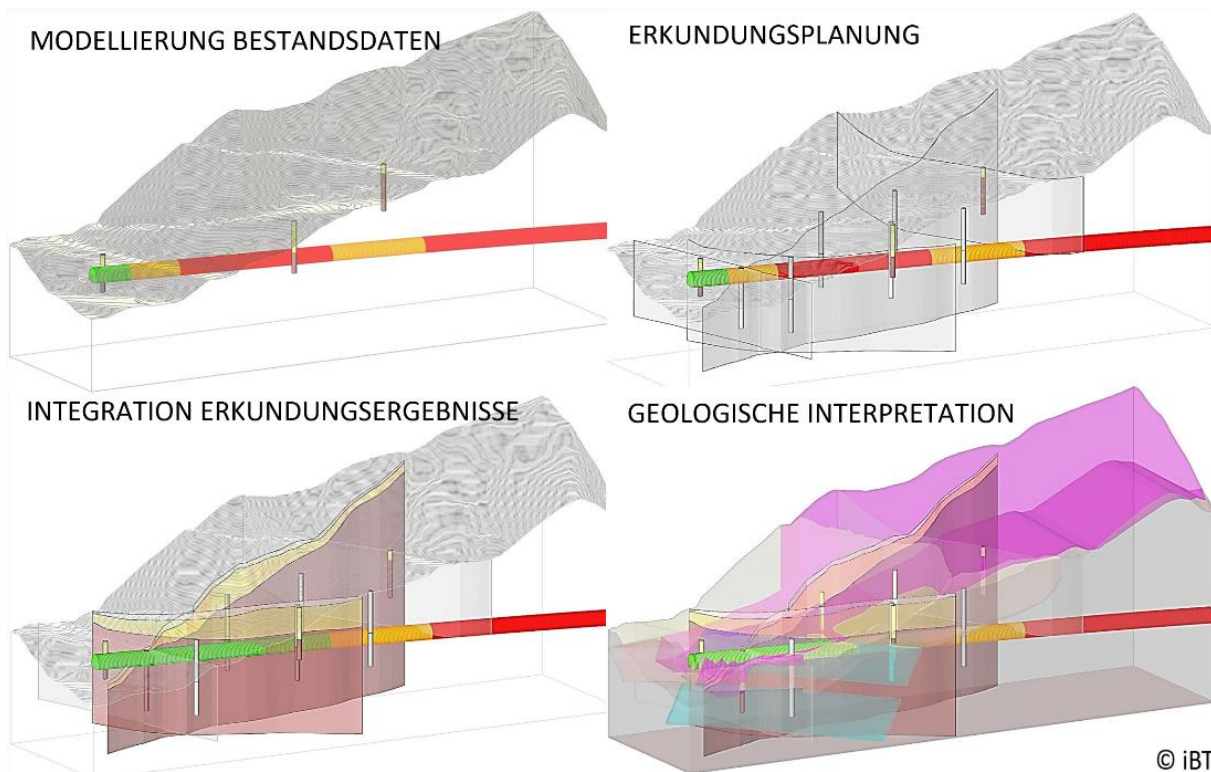 MODELLIERUNG BESTANDSDATEN
ERKUNDUNGSPLANUNG
INTEGRATION ERKUNDUNGSERGEBNISSE
GEOLOGISCHE INTERPRETATION
© iBT